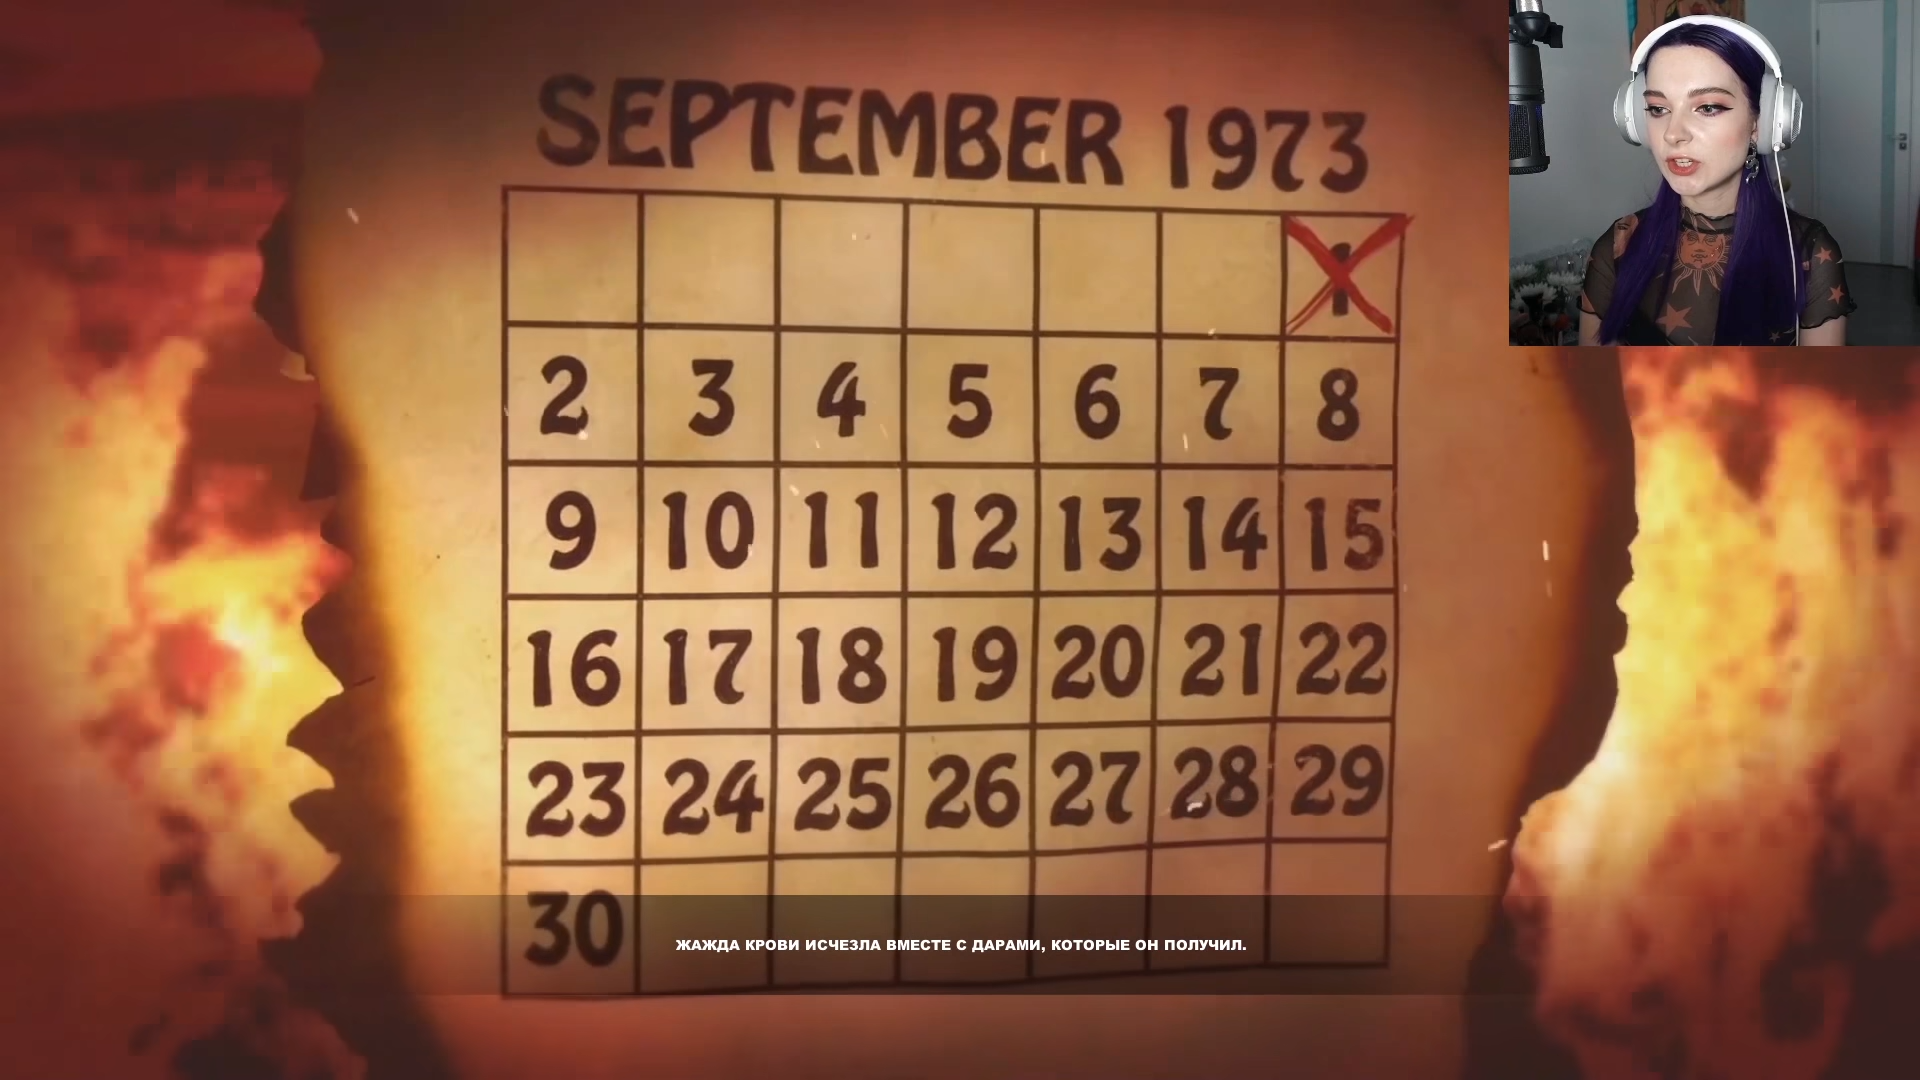 SEPTEMBER 1973
1
2 3 4 5 6 7 8
9 10 11 12 13 14 15
16 17 18 19 20 21 22
23 24 25 26 27 28 29
30
ЖАЖДА КРОВИ ИСЧЕЗЛА ВМЕСТЕ С ДАРАМИ, КОТОРЫЕ ОН ПОЛУЧИЛ.